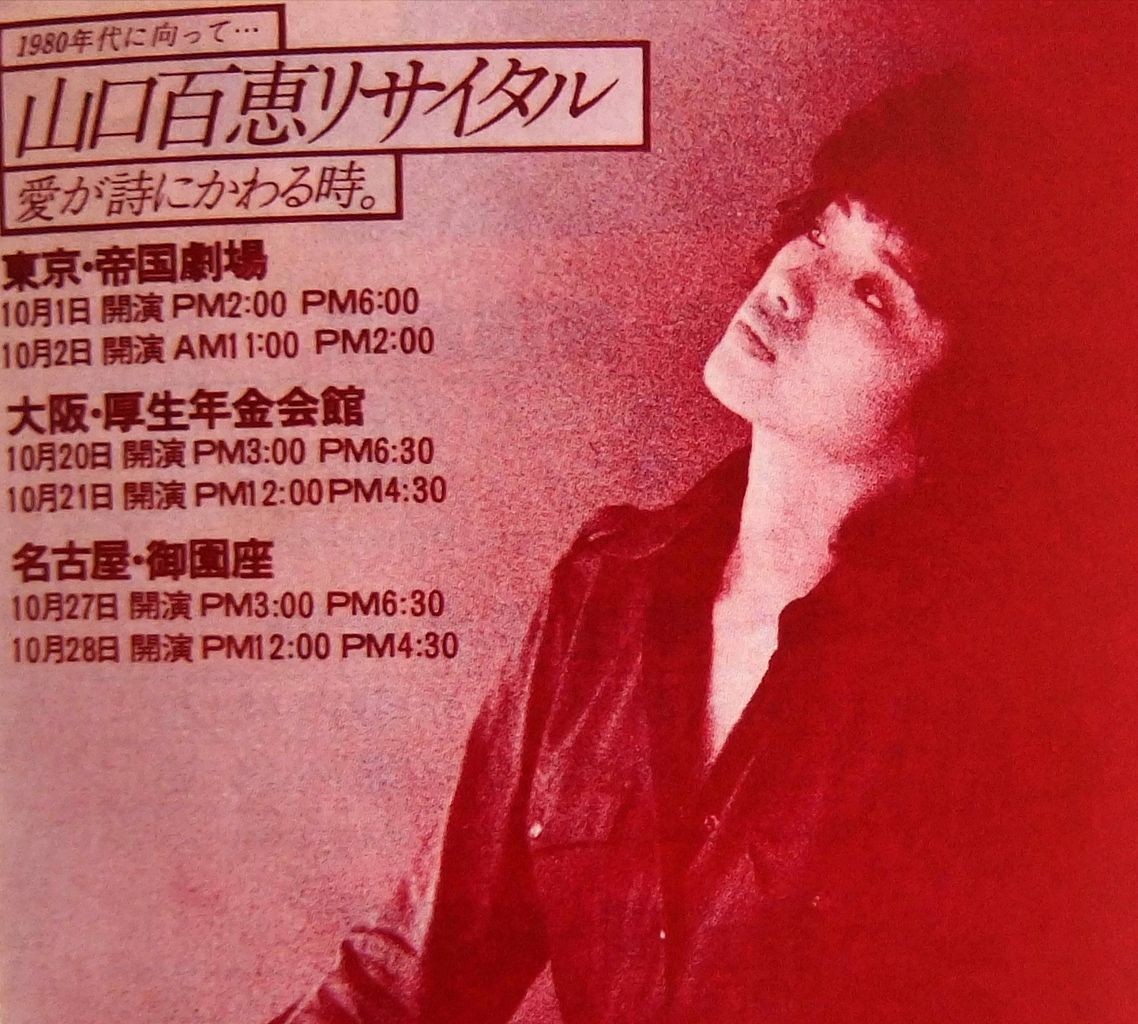 1980年代に向って…
山口百恵リサイタル
愛が詩にかわる時。
東京・帝国劇場
10月1日 開演 PM2:00 PM6:00
10月2日 開演 AM11:00 PM2:00
大阪・厚生年金会館
10月20日 開演 PM3:00 PM6:30
10月21日 開演 PM12:00 PM4:30
名古屋・御園座
10月27日 開演 PM3:00 PM6:30
10月28日 開演 PM12:00 PM4:30